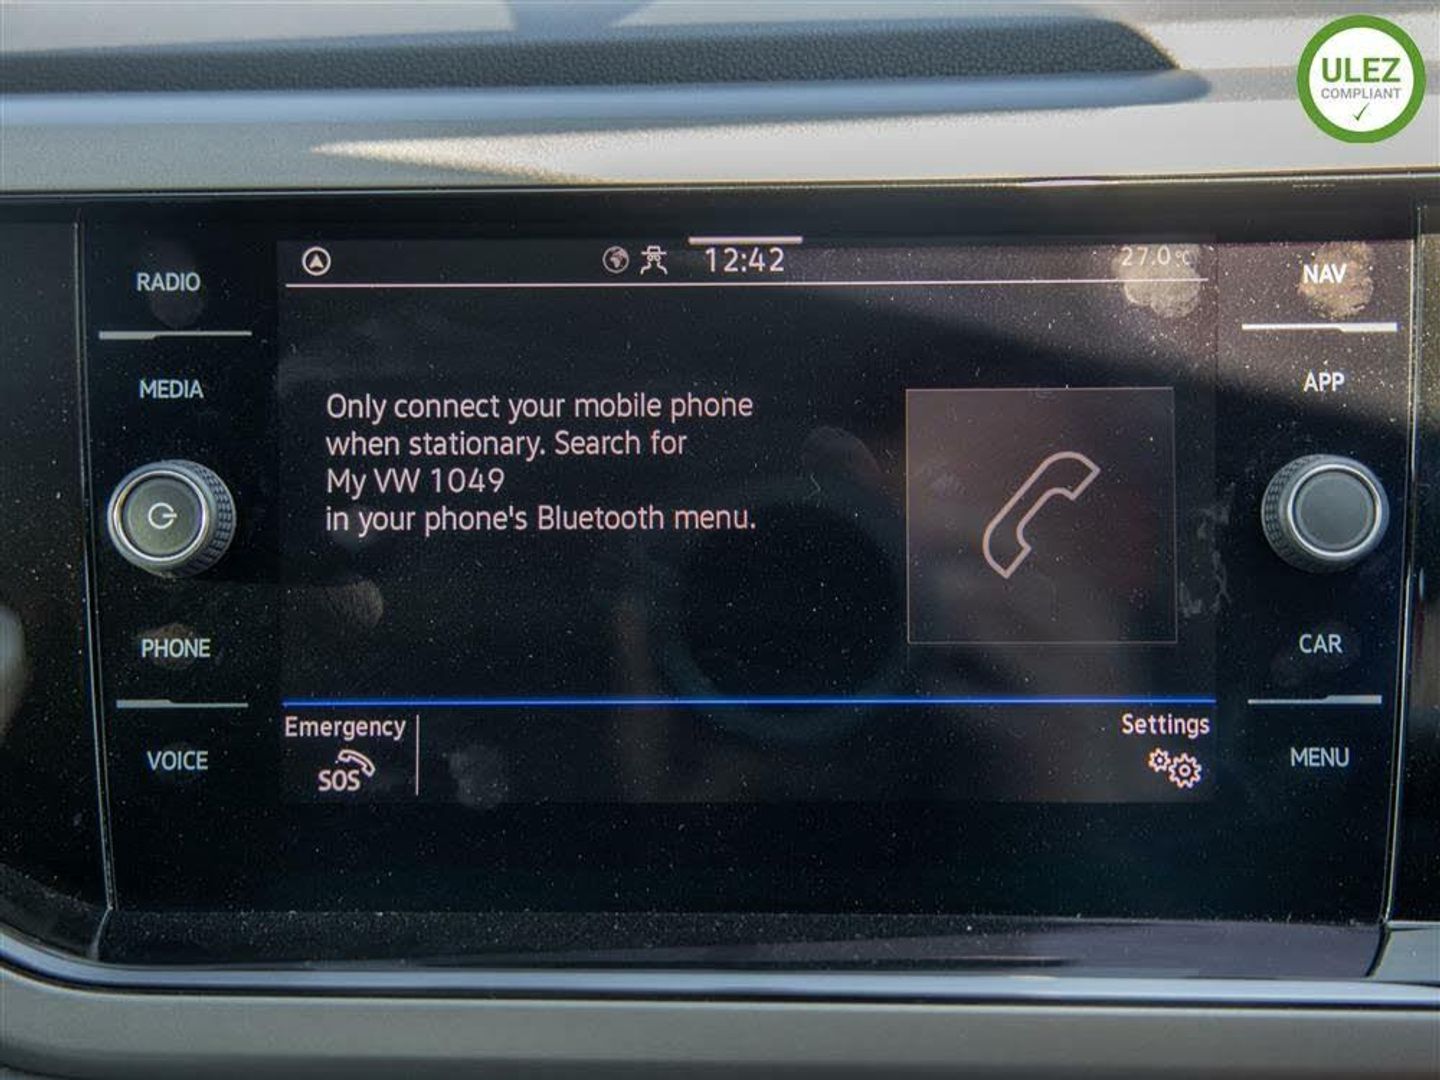 ULEZ
COMPLIANT
RADIO
MEDIA
PHONE
VOICE
12:42
27.0 °C
Only connect your mobile phone
when stationary. Search for
My VW 1049
in your phone's Bluetooth menu.
Emergency
SOS
Settings
NAV
APP
CAR
MENU